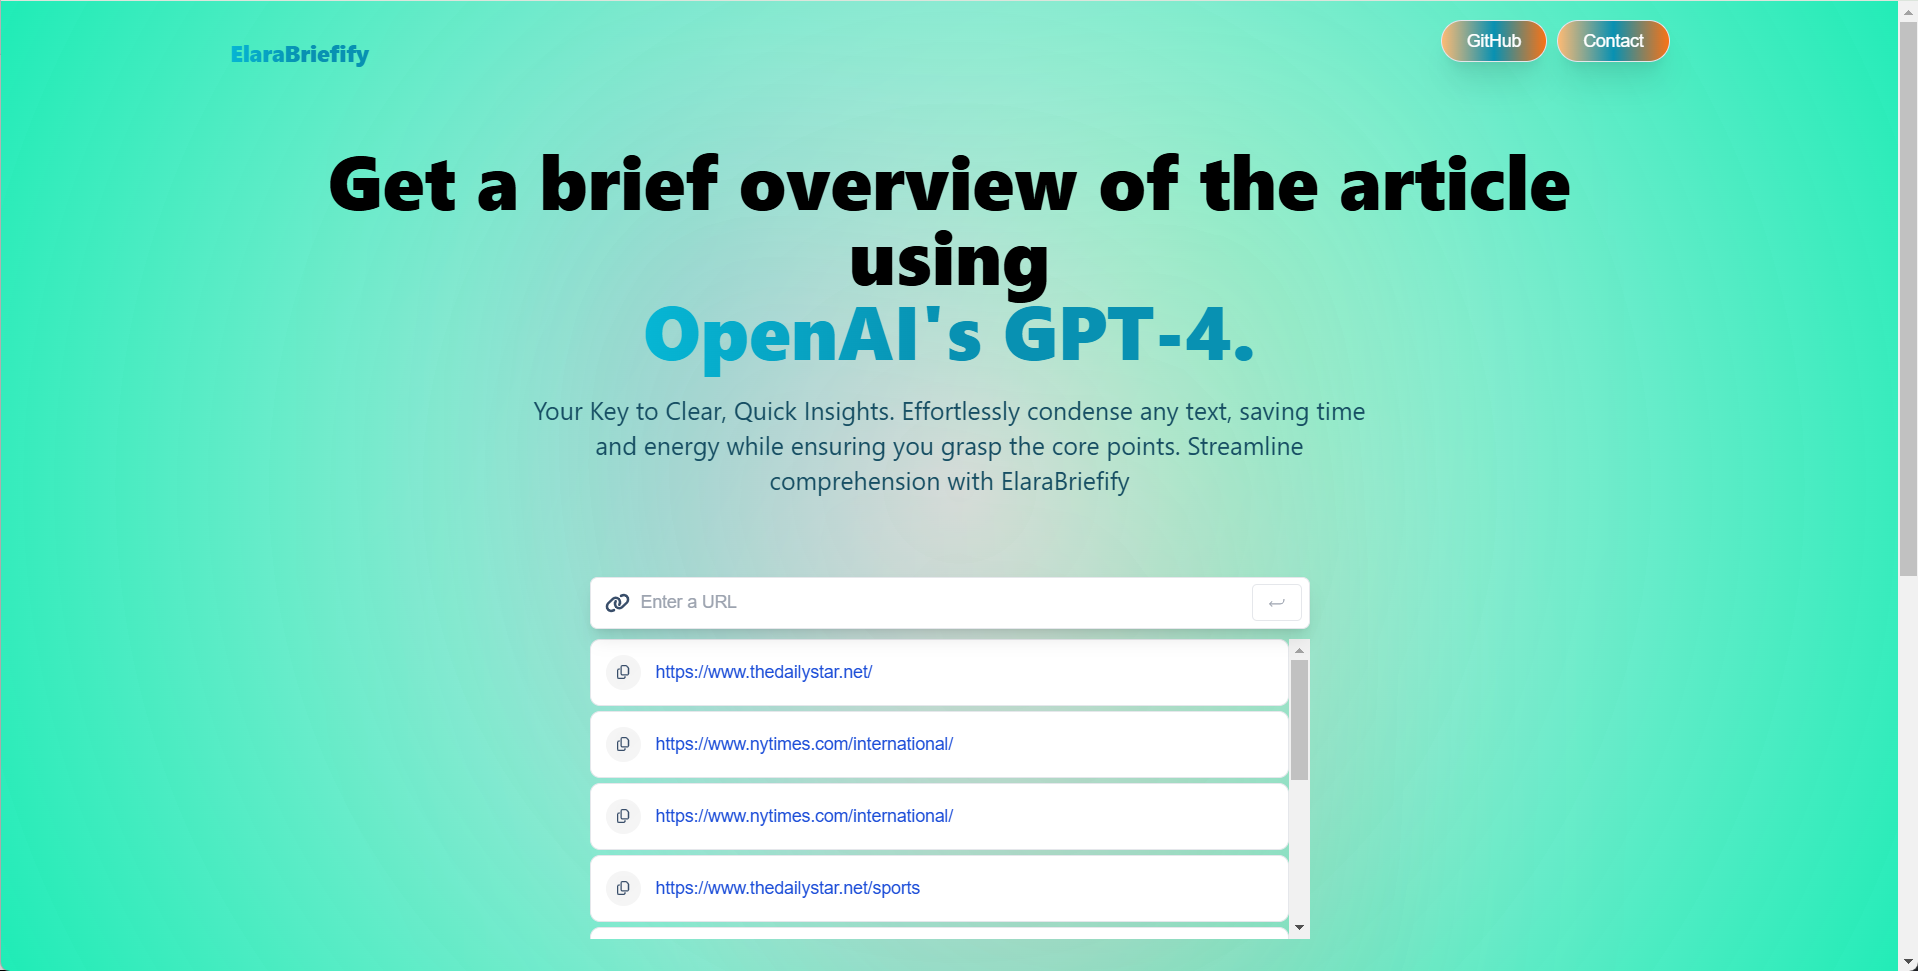 ElaraBriefify
GitHub
Contact
Get a brief overview of the article
using
OpenAI's GPT-4.
Your Key to Clear, Quick Insights. Effortlessly condense any text, saving time
and energy while ensuring you grasp the core points. Streamline
comprehension with ElaraBriefify
Enter a URL
https://www.thedailystar.net/
https://www.nytimes.com/international/
https://www.nytimes.com/international/
https://www.thedailystar.net/sports